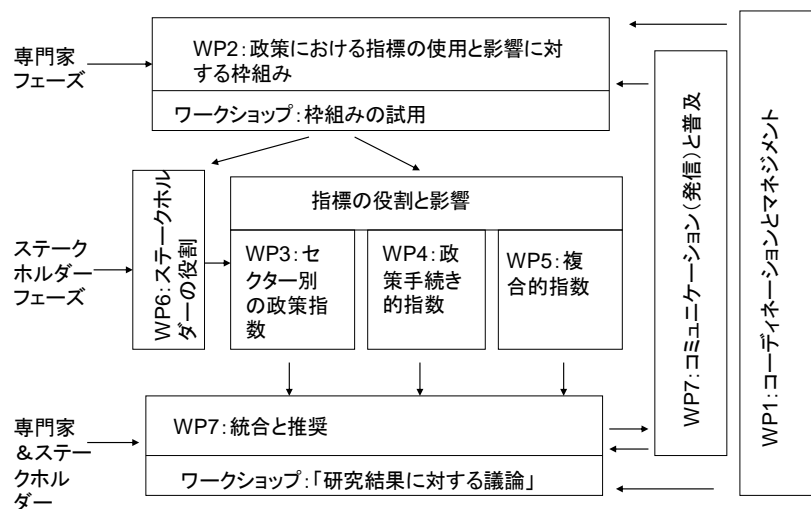 専門家
フェーズ
WP2:政策における指標の使用と影響に対
する枠組み
ワークショップ:枠組みの試用
ステーク
ホルダー
フェーズ
WP6:ステークホル
ダーの役割
指標の役割と影響
WP3:セ
クター別
の政策指
数
WP4:政
策手続き
的指数
WP5:複
合的指数
専門家
&ステー
クホル
ダー
WP7:統合と推奨
ワークショップ:「研究結果に対する議論」
WP7:コミュニケーション(発信)と普及
WP1:コーディネーションとマネジメント